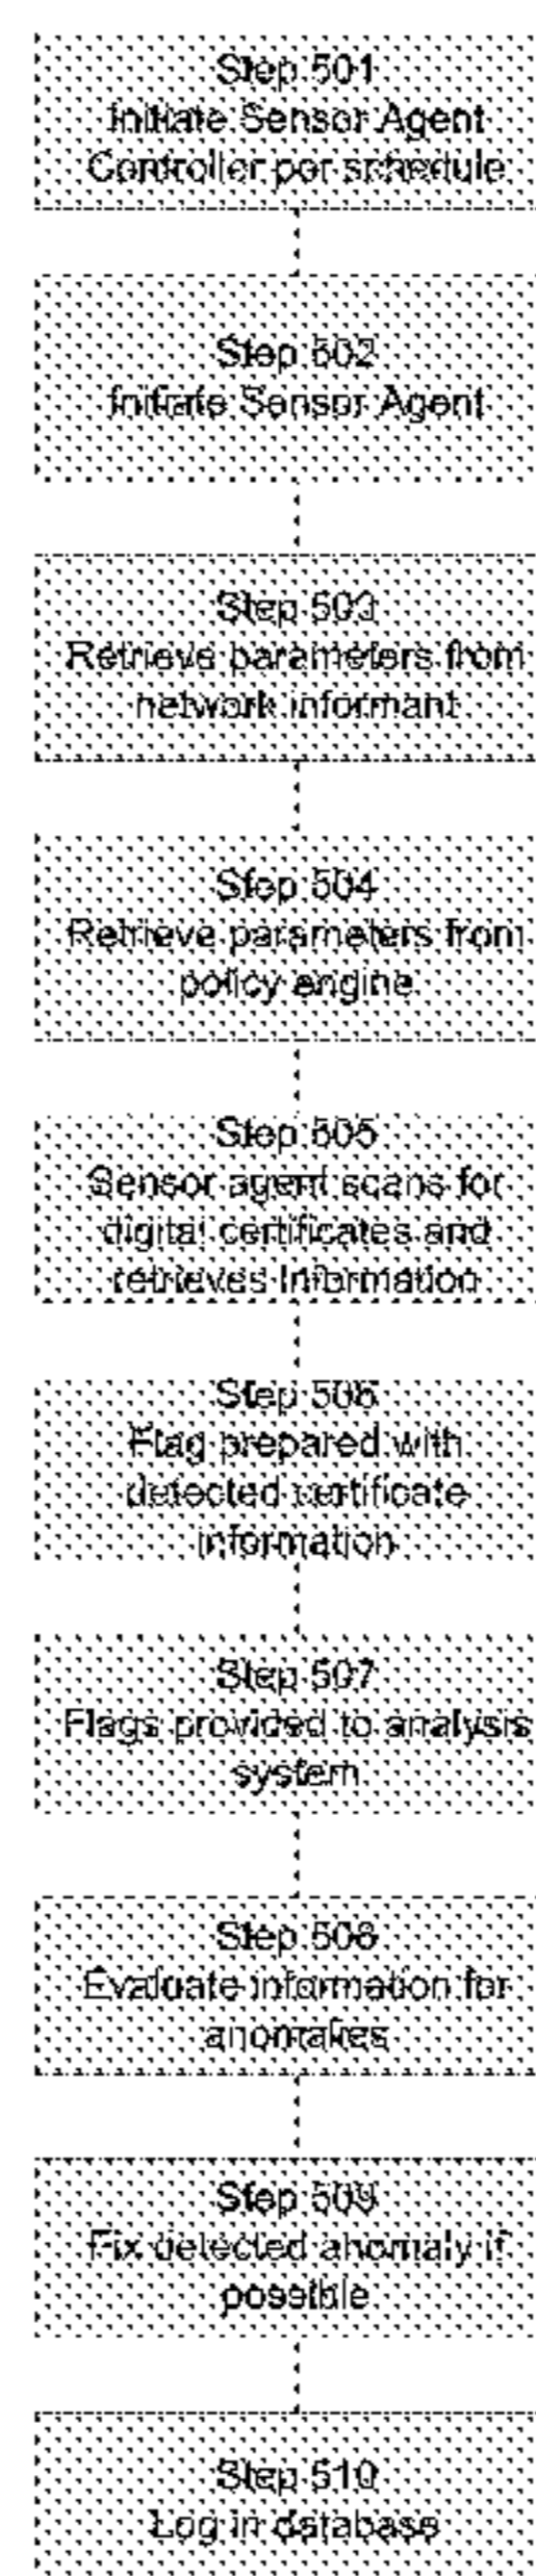 Step 501
Initiate Sensor Agent
Controller per schedule
Step 502
Initiate Sensor Agent
Step 503
Retrieve parameters from
network informant
Step 504
Retrieve parameters from
policy engine
Step 505
Sensor agent scans for
digital certificates and
retrieves Information
Step 506
Flag prepared with
detected certificate
information
Step 507
Flags provided to analysis
system
Step 508
Evaluate information for
anomalies
Step 509
Fix detected anomaly if
possible
Step 510
Log in database